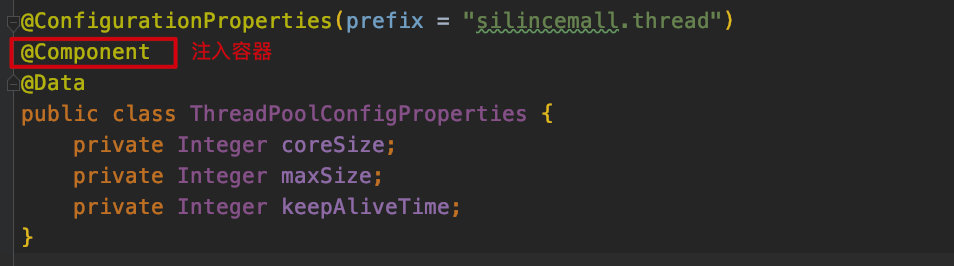 @ConfigurationProperties(prefix = "silincemall.thread")
@Component 注入容器
@Data
public class ThreadPoolConfigProperties {
    private Integer coreSize;
    private Integer maxSize;
    private Integer keepAliveTime;
}